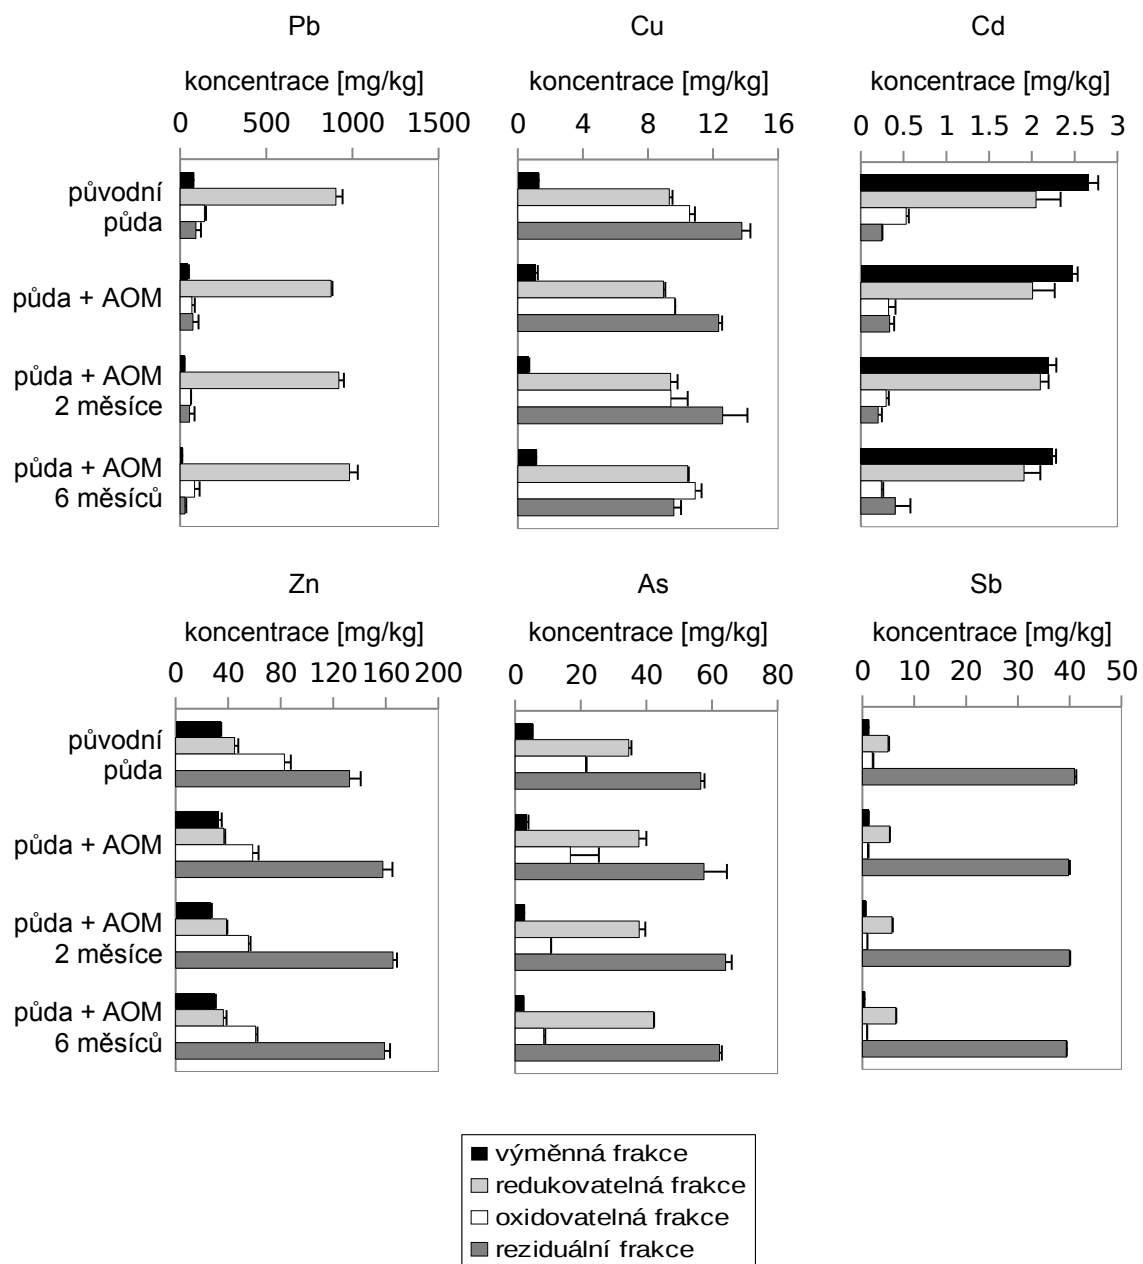 Pb
Cu
Cd
koncentrace [mg/kg]
koncentrace [mg/kg]
koncentrace [mg/kg]
0 500 1000 1500
0 4 8 12 16
0 0.5 1 1.5 2 2.5 3
původní
půda
půda + AOM
půda + AOM
2 měsíce
půda + AOM
6 měsíců
Zn
As
Sb
koncentrace [mg/kg]
koncentrace [mg/kg]
koncentrace [mg/kg]
0 40 80 120 160 200
0 20 40 60 80
0 10 20 30 40 50
původní
půda
půda + AOM
půda + AOM
2 měsíce
půda + AOM
6 měsíců
výměnná frakce
redukovatelná frakce
oxidovatelná frakce
reziduální frakce